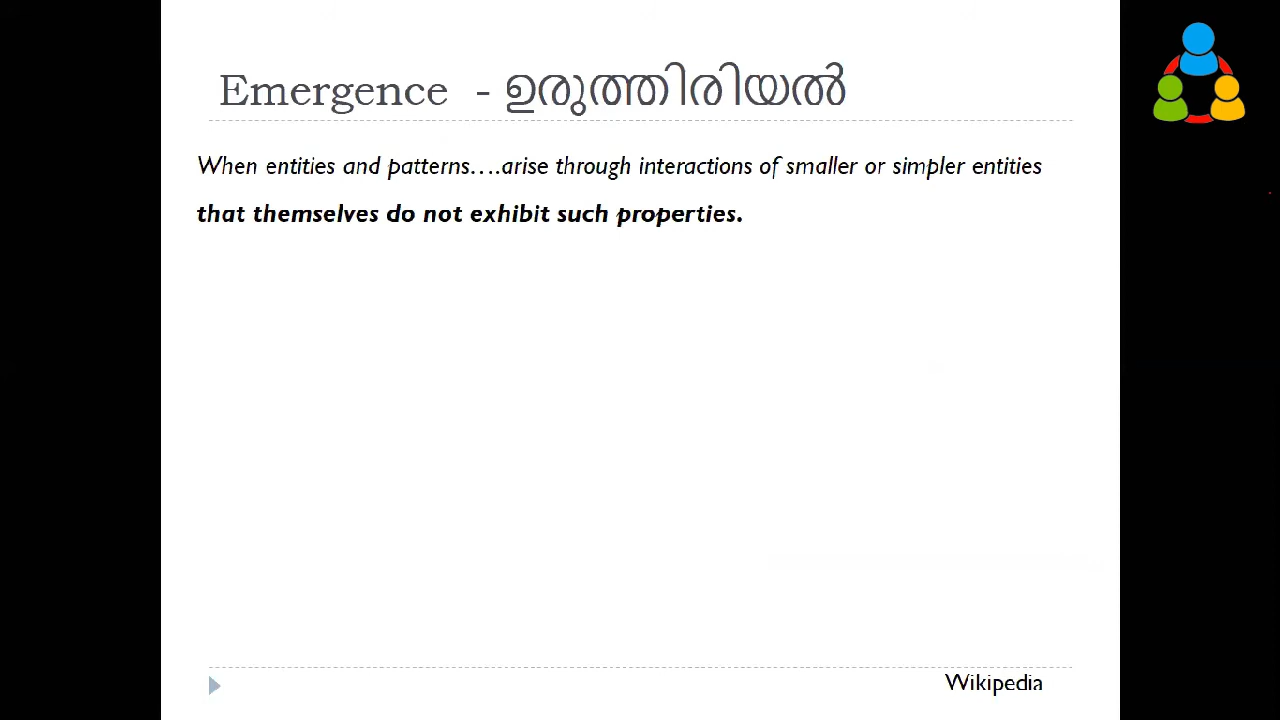 Emergence - ഉരുത്തിരിയൽ
When entities and patterns….arise through interactions of smaller or simpler entities
that themselves do not exhibit such properties.
Wikipedia